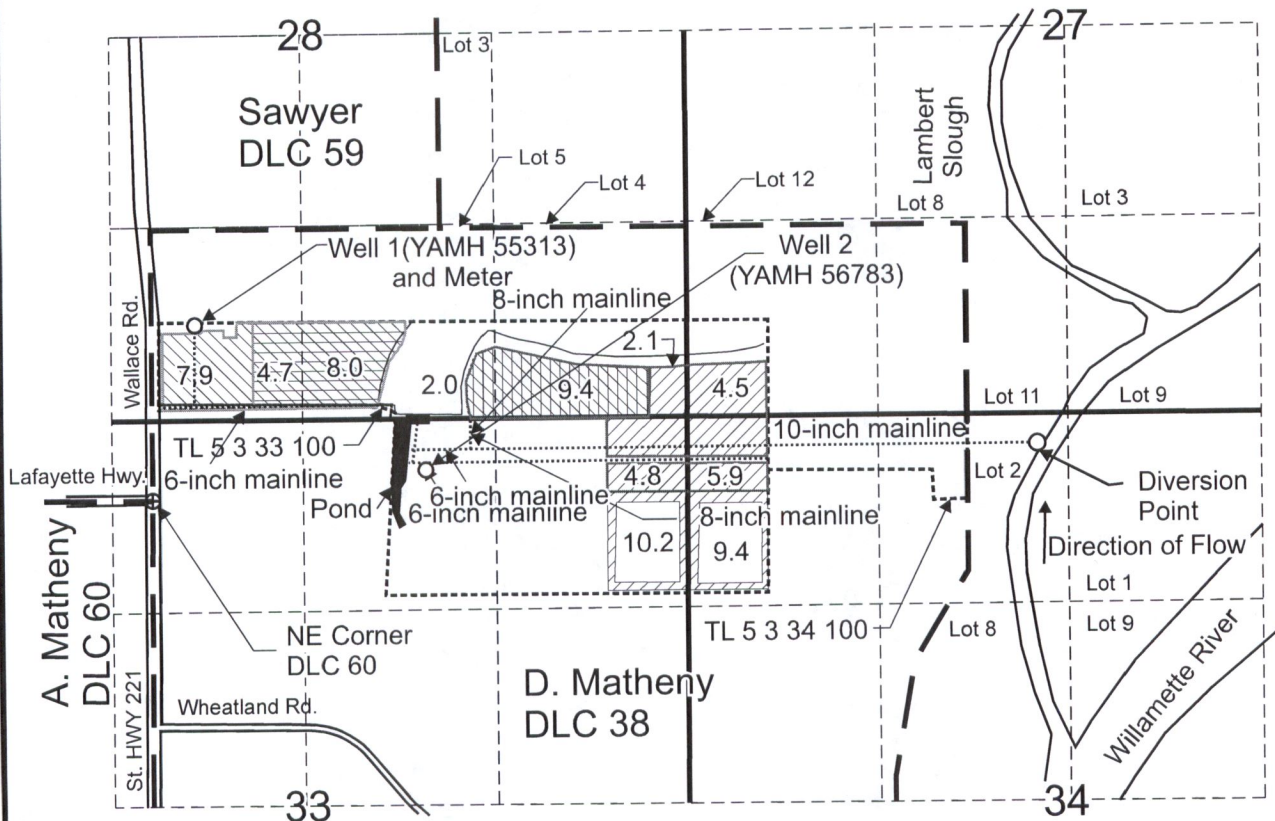 28
27
Lot 3
Sawyer
DLC 59
Lambert
Slough
Lot 5
Lot 4
Lot 12
Lot 8
Lot 3
Well 1(YAMH 55313)
and Meter
Well 2
(YAMH 56783)
8-inch mainline
Wallace Rd.
2.1
7.9
4.7
8.0
2.0
9.4
4.5
Lot 11
Lot 9
TL 5 3 33 100
10-inch mainline
Lafayette Hwy.
6-inch mainline
Lot 2
4.8
5.9
Diversion
Point
Pond
6-inch mainline
6-inch mainline
8-inch mainline
10.2
9.4
Direction of Flow
Lot 1
A. Matheny
DLC 60
NE Corner
DLC 60
TL 5 3 34 100
Lot 8
Lot 9
D. Matheny
DLC 38
Wheatland Rd.
St. HWY 221
Willamette River
33
34